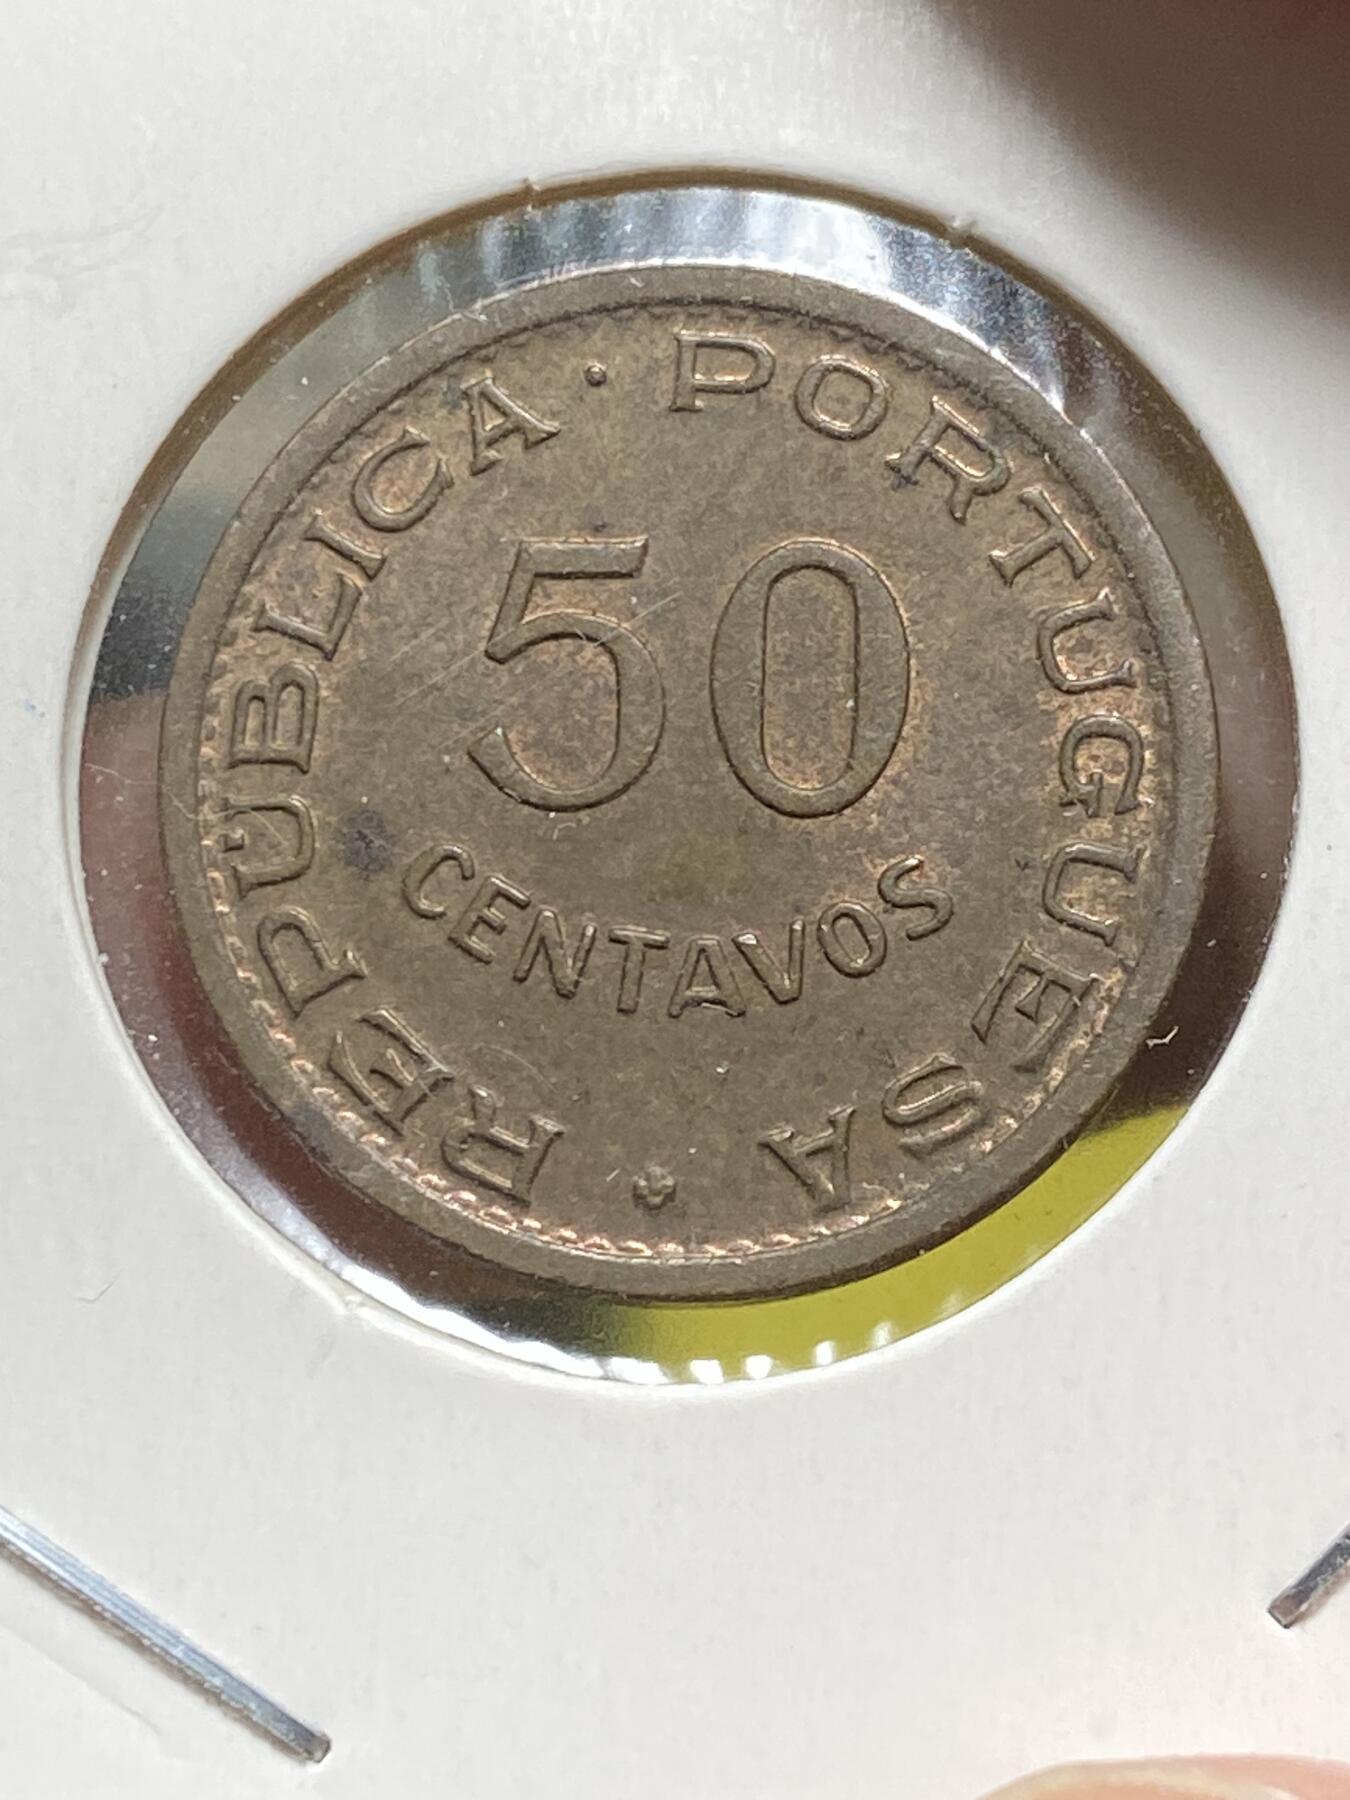 REPÚBLICA · PORTUGUESA
50
CENTAVOS